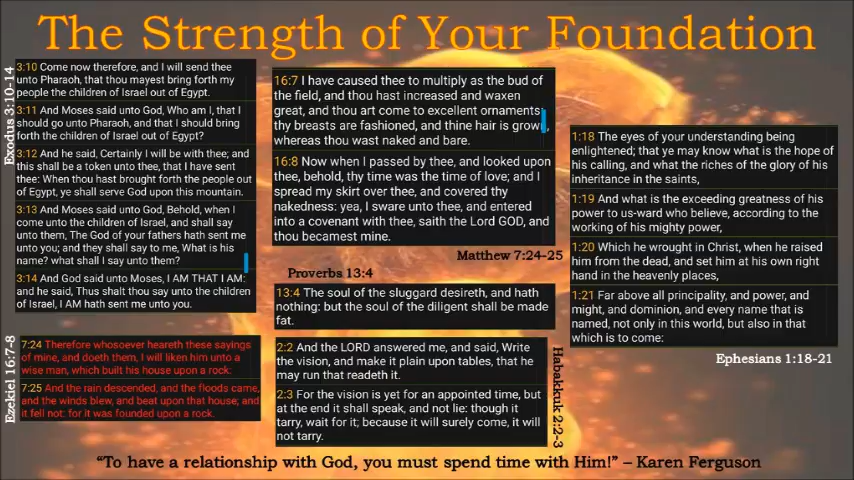 The Strength of Your Foundation
Exodus 3:10-14
3:10 Come now therefore, and I will send thee
unto Pharaoh, that thou mayest bring forth my
people the children of Israel out of Egypt.
3:11 And Moses said unto God, Who am I, that I
should go unto Pharaoh, and that I should bring
forth the children of Israel out of Egypt?
3:12 And he said, Certainly I will be with thee; and
this shall be a token unto thee, that I have sent
thee: When thou hast brought forth the people out
of Egypt, ye shall serve God upon this mountain.
3:13 And Moses said unto God, Behold, when I
come unto the children of Israel, and shall say
unto them, The God of your fathers hath sent me
unto you; and they shall say to me, What is his
name? what shall I say unto them?
3:14 And God said unto Moses, I AM THAT I AM:
and he said, Thus shalt thou say unto the children
of Israel, I AM hath sent me unto you.
Ezekiel 16:7-8
7:24 Therefore whosoever heareth these sayings
of mine, and doeth them, I will liken him unto a
wise man, which built his house upon a rock:
7:25 And the rain descended, and the floods came,
and the winds blew, and beat upon that house; and
it fell not: for it was founded upon a rock.
16:7 I have caused thee to multiply as the bud of
the field, and thou hast increased and waxen
great, and thou art come to excellent ornaments:
thy breasts are fashioned, and thine hair is grown,
whereas thou wast naked and bare.
16:8 Now when I passed by thee, and looked upon
thee, behold, thy time was the time of love; and I
spread my skirt over thee, and covered thy
nakedness: yea, I sware unto thee, and entered
into a covenant with thee, saith the Lord GOD, and
thou becamest mine.
Matthew 7:24-25
Proverbs 13:4
13:4 The soul of the sluggard desireth, and hath
nothing: but the soul of the diligent shall be made
fat.
2:2 And the LORD answered me, and said, Write
the vision, and make it plain upon tables, that he
may run that readeth it.
2:3 For the vision is yet for an appointed time, but
at the end it shall speak, and not lie: though it
tarry, wait for it; because it will surely come, it will
not tarry.
Habakkuk 2:2-3
1:18 The eyes of your understanding being
enlightened; that ye may know what is the hope of
his calling, and what the riches of the glory of his
inheritance in the saints,
1:19 And what is the exceeding greatness of his
power to us-ward who believe, according to the
working of his mighty power,
1:20 Which he wrought in Christ, when he raised
him from the dead, and set him at his own right
hand in the heavenly places,
1:21 Far above all principality, and power, and
might, and dominion, and every name that is
named, not only in this world, but also in that
which is to come:
Ephesians 1:18-21
“To have a relationship with God, you must spend time with Him!” – Karen Ferguson